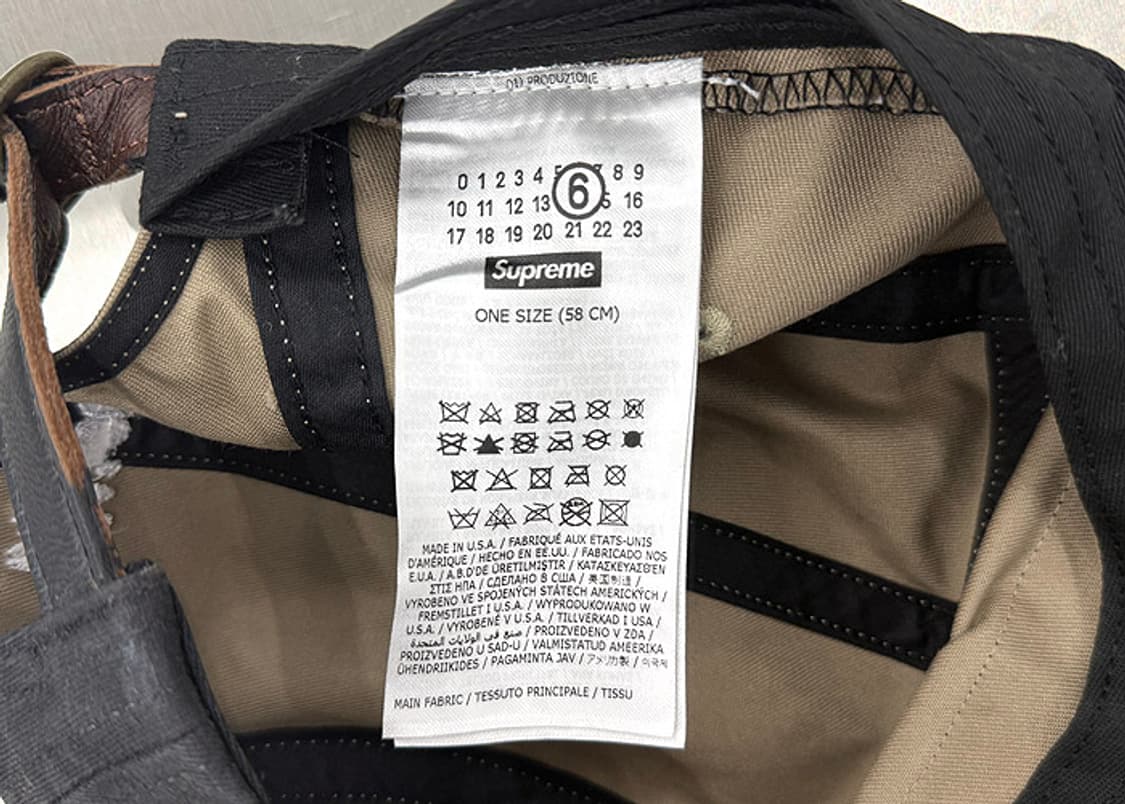 01) PRODUZIONE
0 1 2 3 4 5 6 7 8 9
10 11 12 13 16
17 18 19 20 21 22 23
Supreme
ONE SIZE (58 CM)
MADE IN U.S.A. / FABRIQUÉ AUX ÉTATS-UNIS
D'AMÉRIQUE / HECHO EN EE.UU. / FABRICADO NOS
E.U.A. / A.B.D'DE ÜRETILMIŞTIR / ΚΑΤΑΣΚΕΥΑΣΘ'ΕΝ
ΣΤΙΣ ΗΠΑ / СДЕЛАНО В США / 美国制造 /
VYROBENO VE SPOJENÝCH STÁTECH AMERICKÝCH /
FREMSTILLET I U.S.A. / WYPRODUKOWANO W
U.S.A. / VYROBENÉ V U.S.A. / TILLVERKAD I U.S.A. /
صنع في الولايات المتحدة / PROIZVEDENO V ZDA /
PROIZVEDENO U SAD-U / VALMISTATUD AMEERIKA
ÜHENDRIIKIDES / PAGAMINTA JAV / アメリカ製 / 미국제
MAIN FABRIC / TESSUTO PRINCIPALE / TISSU